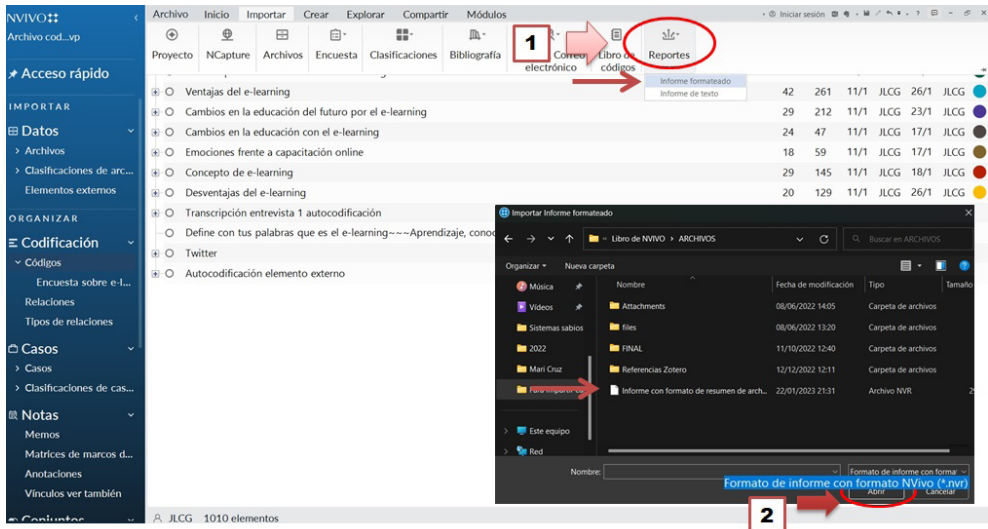 NVIVO
Archivo cod...vp
Acceso rápido
IMPORTAR
Datos
Archivos
Clasificaciones de arc...
Elementos externos
ORGANIZAR
Codificación
Códigos
Encuesta sobre e-l...
Relaciones
Tipos de relaciones
Casos
Casos
Clasificaciones de cas...
Notas
Memos
Matrices de marcos d...
Anotaciones
Vínculos ver también
Conjuntos
Archivo Inicio Importar Crear Explorar Compartir Módulos
Iniciar sesión
Proyecto NCapture Archivos Encuesta Clasificaciones Bibliografía Correo electrónico Libro de códigos Reportes
1
Informe formateado
Informe de texto
Ventajas del e-learning 42 261 11/1 JLCG 26/1 JLCG
Cambios en la educación del futuro por el e-learning 29 212 11/1 JLCG 23/1 JLCG
Cambios en la educación con el e-learning 24 47 11/1 JLCG 17/1 JLCG
Emociones frente a capacitación online 18 59 11/1 JLCG 17/1 JLCG
Concepto de e-learning 29 145 11/1 JLCG 18/1 JLCG
Desventajas del e-learning 20 129 11/1 JLCG 26/1 JLCG
Transcripción entrevista 1 autocodificación
Define con tus palabras que es el e-learning~~~Aprendizaje, conoc
Twitter
Autocodificación elemento externo
Importar Informe formateado
« Libro de NVIVO > ARCHIVOS
Buscar en ARCHIVOS
Organizar Nueva carpeta
Nombre Fecha de modificación Tipo Tamaño
Música
Vídeos
Sistemas sabios
2022
Mari Cruz
Este equipo
Red
Attachments 08/06/2022 14:05 Carpeta de archivos
files 08/06/2022 13:20 Carpeta de archivos
FINAL 11/10/2022 12:40 Carpeta de archivos
Referencias Zotero 12/12/2022 12:11 Carpeta de archivos
Informe con formato de resumen de arch... 22/01/2023 21:31 Archivo NVR
Nombre:
Formato de informe con forma
Formato de informe con formato NVivo (*.nvr)
Abrir Cancelar
2
JLCG 1010 elementos